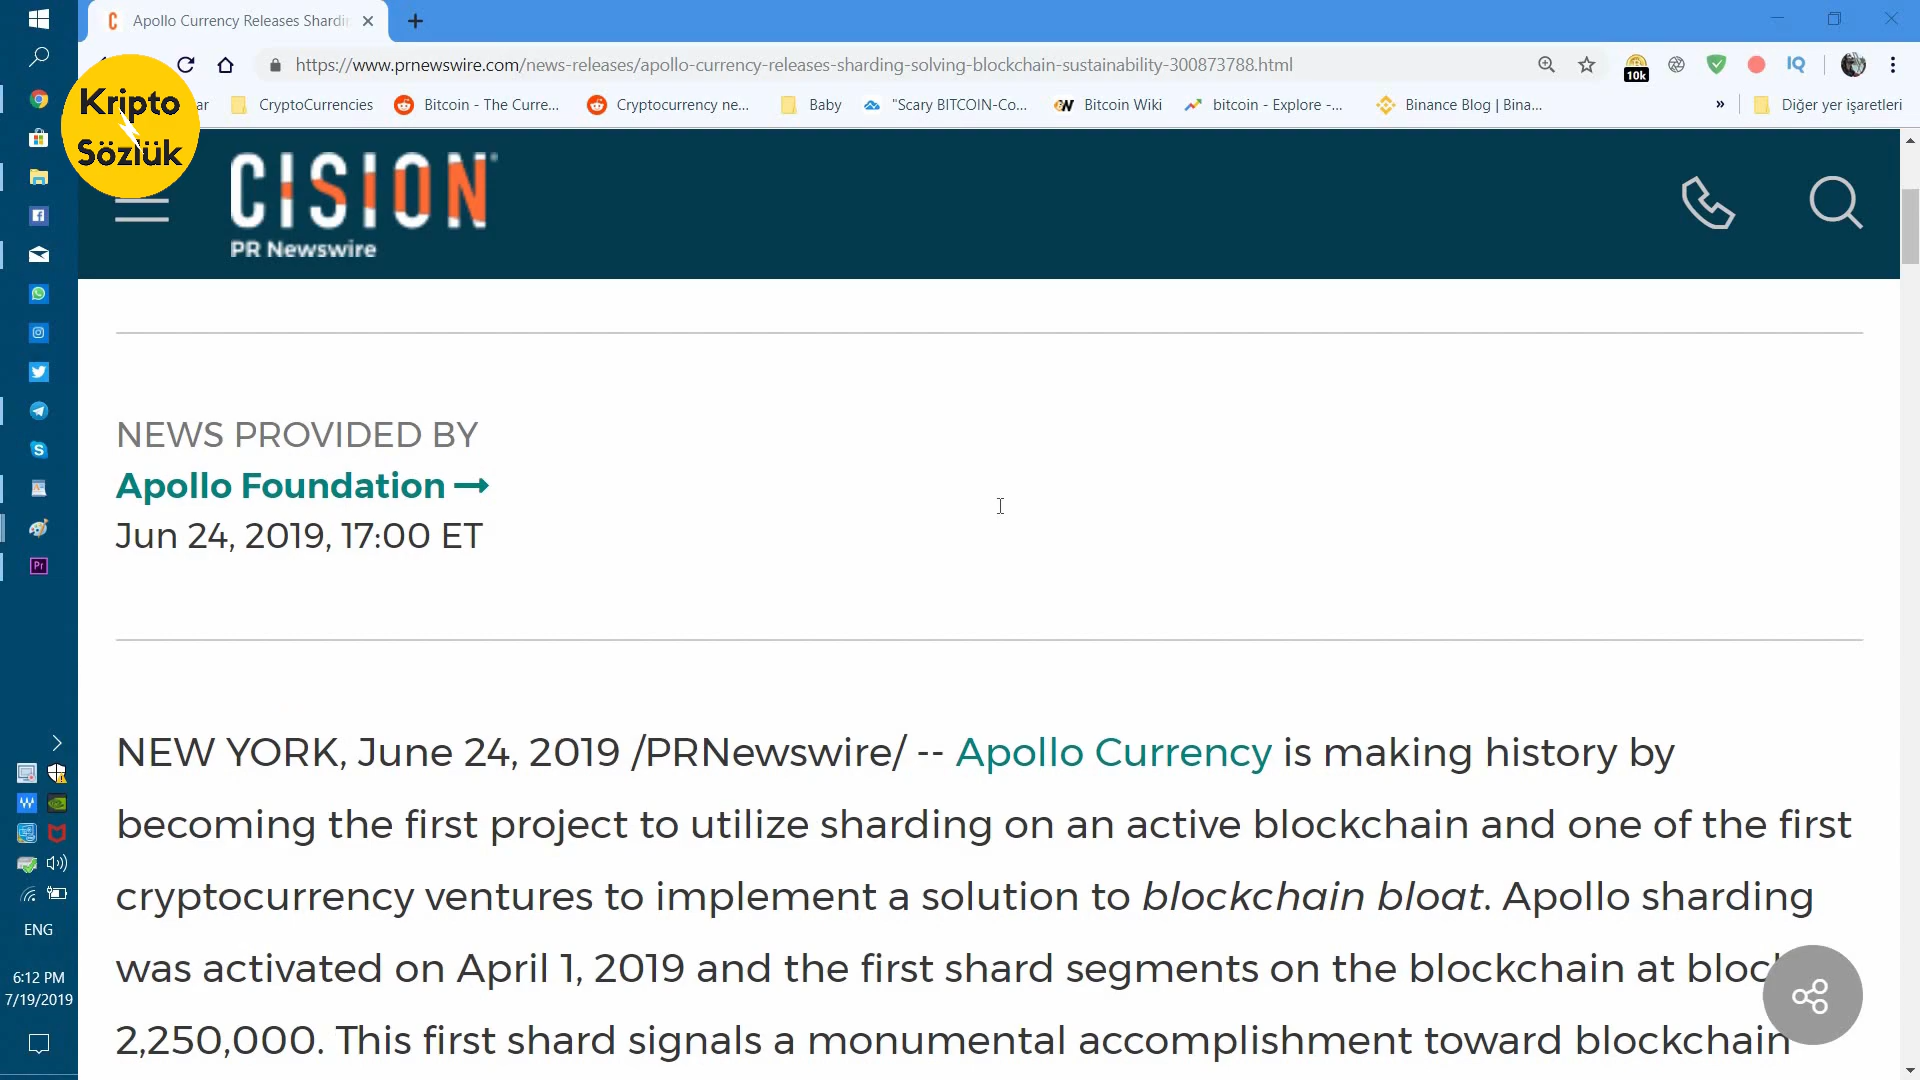 Apollo Currency Releases Shardi
https://www.prnewswire.com/news-releases/apollo-currency-releases-sharding-solving-blockchain-sustainability-300873788.html
10k
IQ
ar
CryptoCurrencies
Bitcoin - The Curre...
Cryptocurrency ne...
Baby
"Scary BITCOIN-Co...
Bitcoin Wiki
bitcoin - Explore -...
Binance Blog | Bina...
»
Diğer yer işaretleri
Kripto
Sözlük
CISION
PR Newswire
NEWS PROVIDED BY
Apollo Foundation
Jun 24, 2019, 17:00 ET
NEW YORK, June 24, 2019 /PRNewswire/ -- Apollo Currency is making history by
becoming the first project to utilize sharding on an active blockchain and one of the first
cryptocurrency ventures to implement a solution to blockchain bloat. Apollo sharding
was activated on April 1, 2019 and the first shard segments on the blockchain at bloc
2,250,000. This first shard signals a monumental accomplishment toward blockchain
Pr
ENG
6:12 PM
7/19/2019